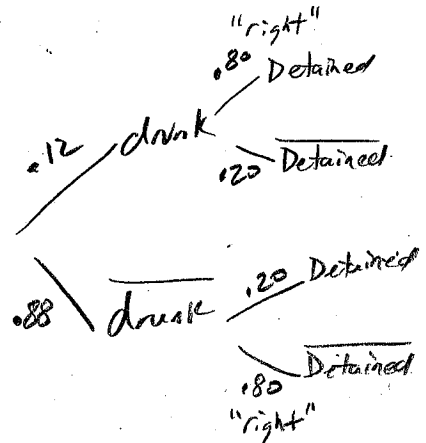 "right"
.80 Detained
.12 drunk
.20 Detained
.20 Detained
.88 drunk
.80 Detained
"right"